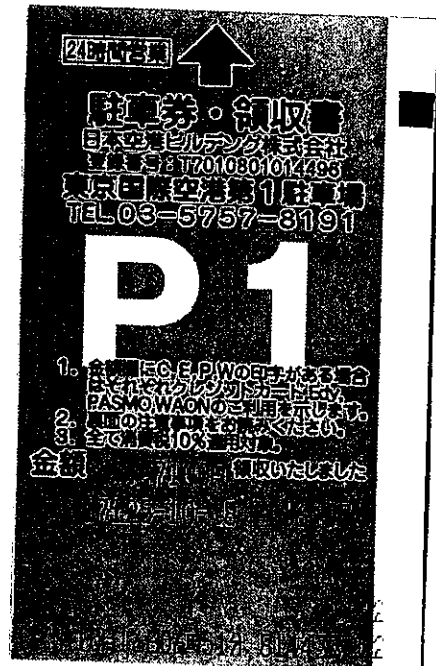 24時間営業
駐車券・領収書
日本空港ビルデング株式会社
登録番号:T7010801014496
東京国際空港第1駐車場
TEL.03-5757-8191
P1
1. 金額欄にC,E,P,Wの印字がある場合
はそれぞれクレジットカード,Edy,
PASMO,WAONのご利用を示します。
2. 裏面の注意事項をお読みください。
3. 全て消費税10%適用対象。
金額 領収いたしました